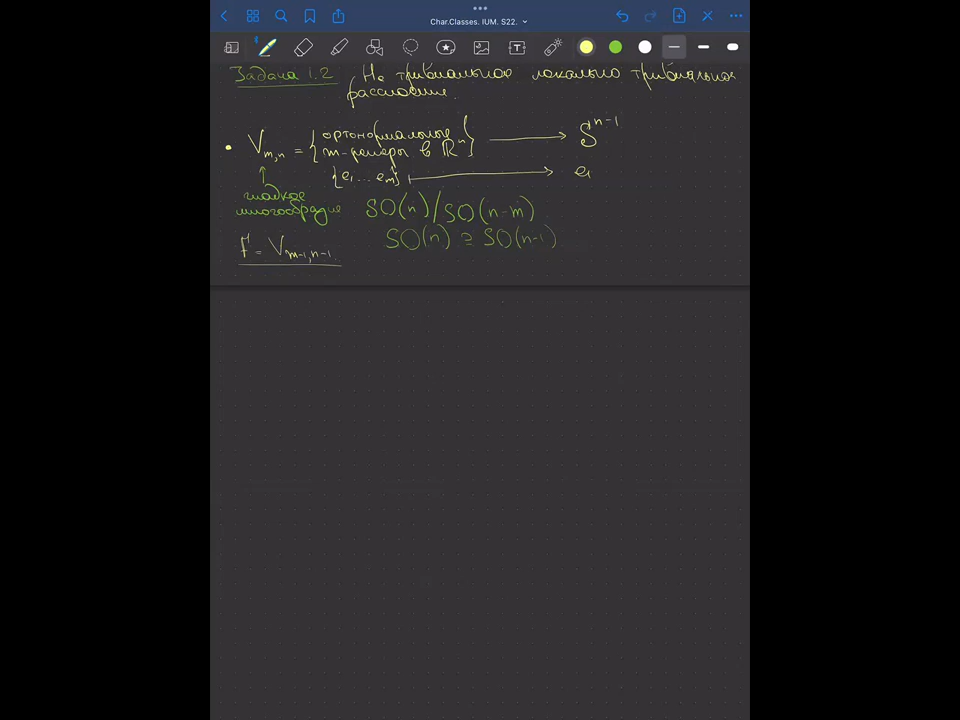 Char.Classes. IUM. S22.
Задача 1.2 Не тривиальное локально тривиальное
расслоение.
V_{m,n} = { ортонормальные
m-реперы в ℝⁿ } ⟶ S^{n-1}
{e₁ ... e_m} ⟼ e₁
гладкое
многообразие SO(n)/SO(n-m)
SO(n) ⊇ SO(n-1)
F = V_{m-1,n-1}.